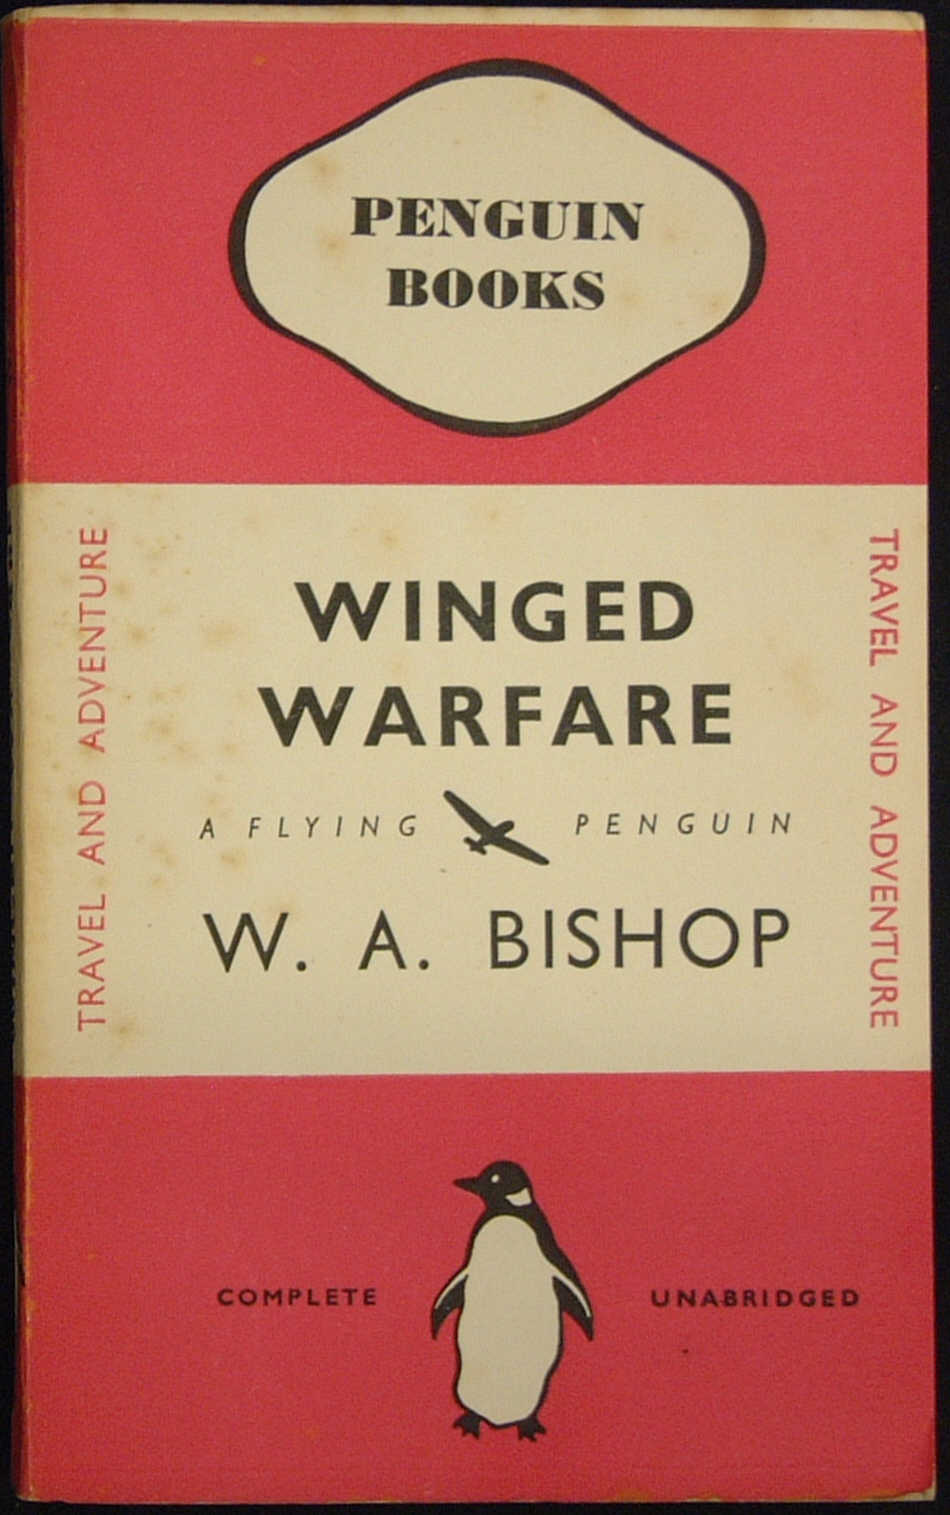 PENGUIN
BOOKS
TRAVEL AND ADVENTURE
WINGED
WARFARE
A FLYING PENGUIN
W. A. BISHOP
TRAVEL AND ADVENTURE
COMPLETE UNABRIDGED